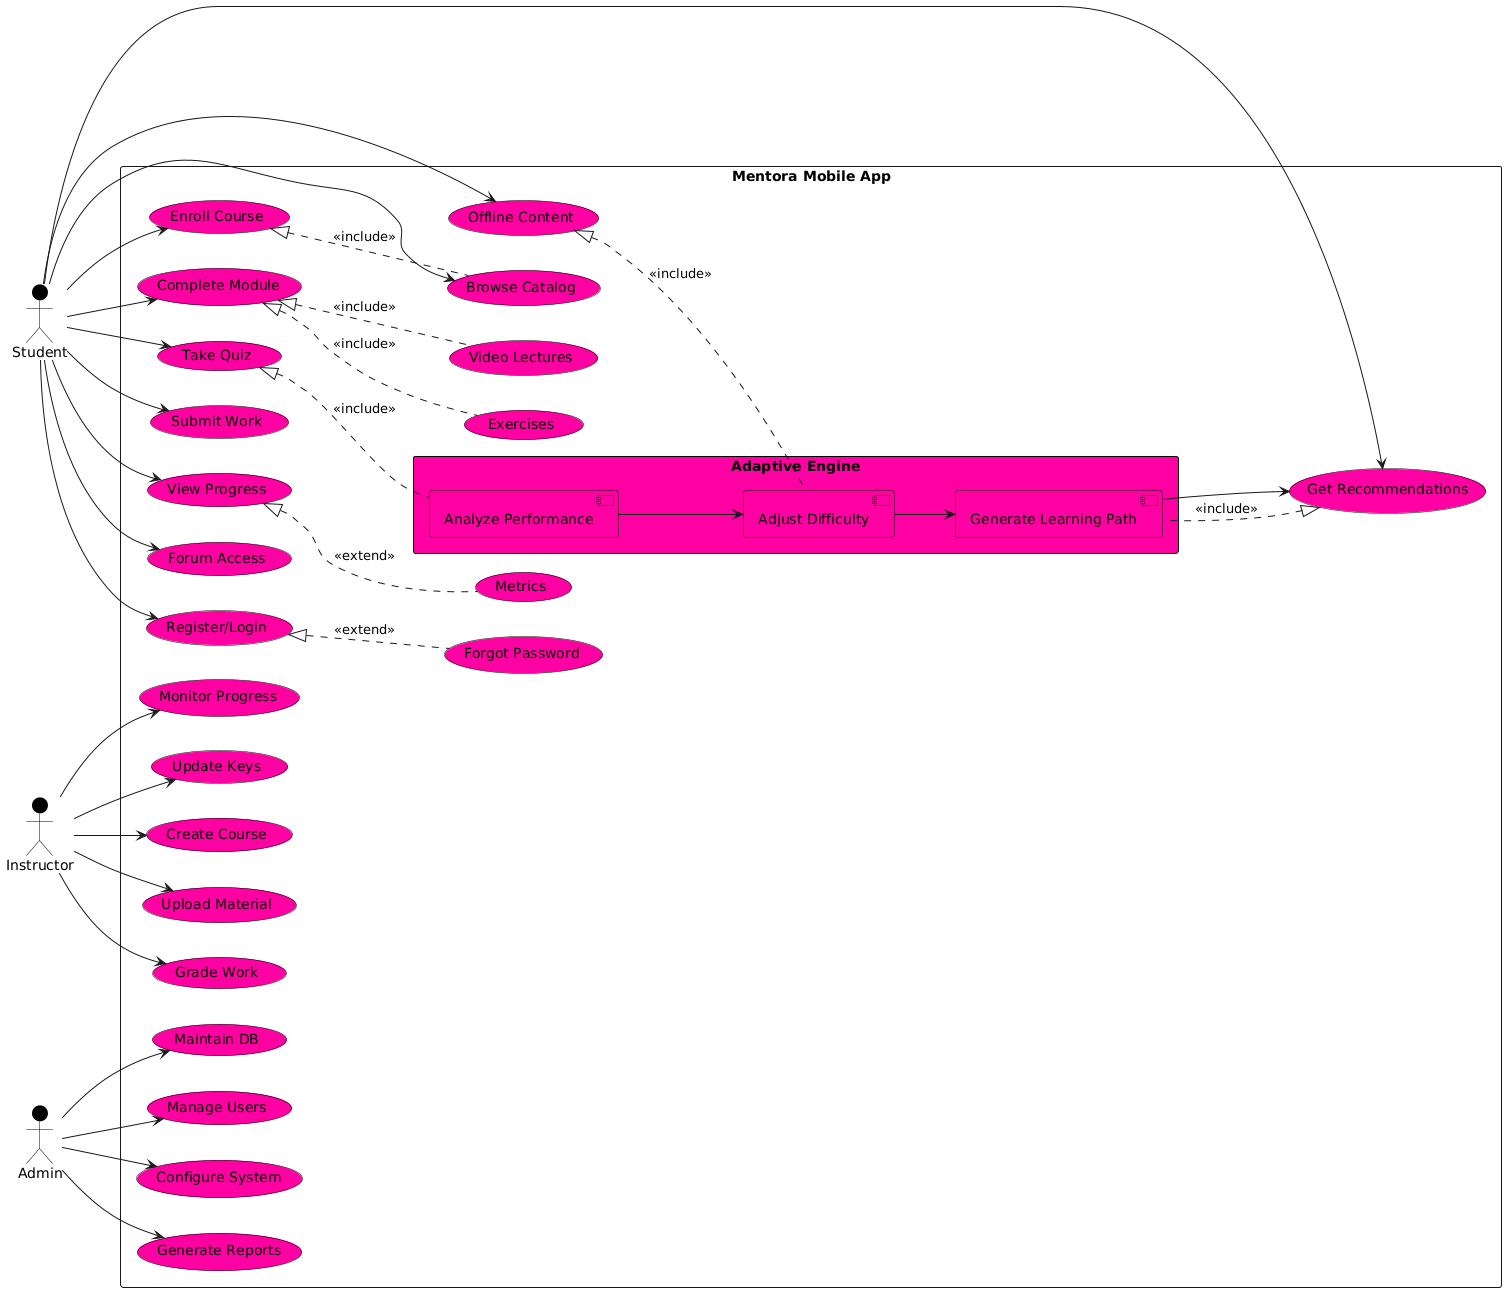 Mentora Mobile App
Enroll Course
Offline Content
«include»
«include»
Complete Module
Browse Catalog
«include»
Student
Take Quiz
«include»
Video Lectures
«include»
Submit Work
Exercises
Adaptive Engine
View Progress
Analyze Performance
Adjust Difficulty
Generate Learning Path
«include»
Get Recommendations
Forum Access
«extend»
Metrics
Register/Login
«extend»
Forgot Password
Monitor Progress
Update Keys
Create Course
Instructor
Upload Material
Grade Work
Maintain DB
Manage Users
Admin
Configure System
Generate Reports